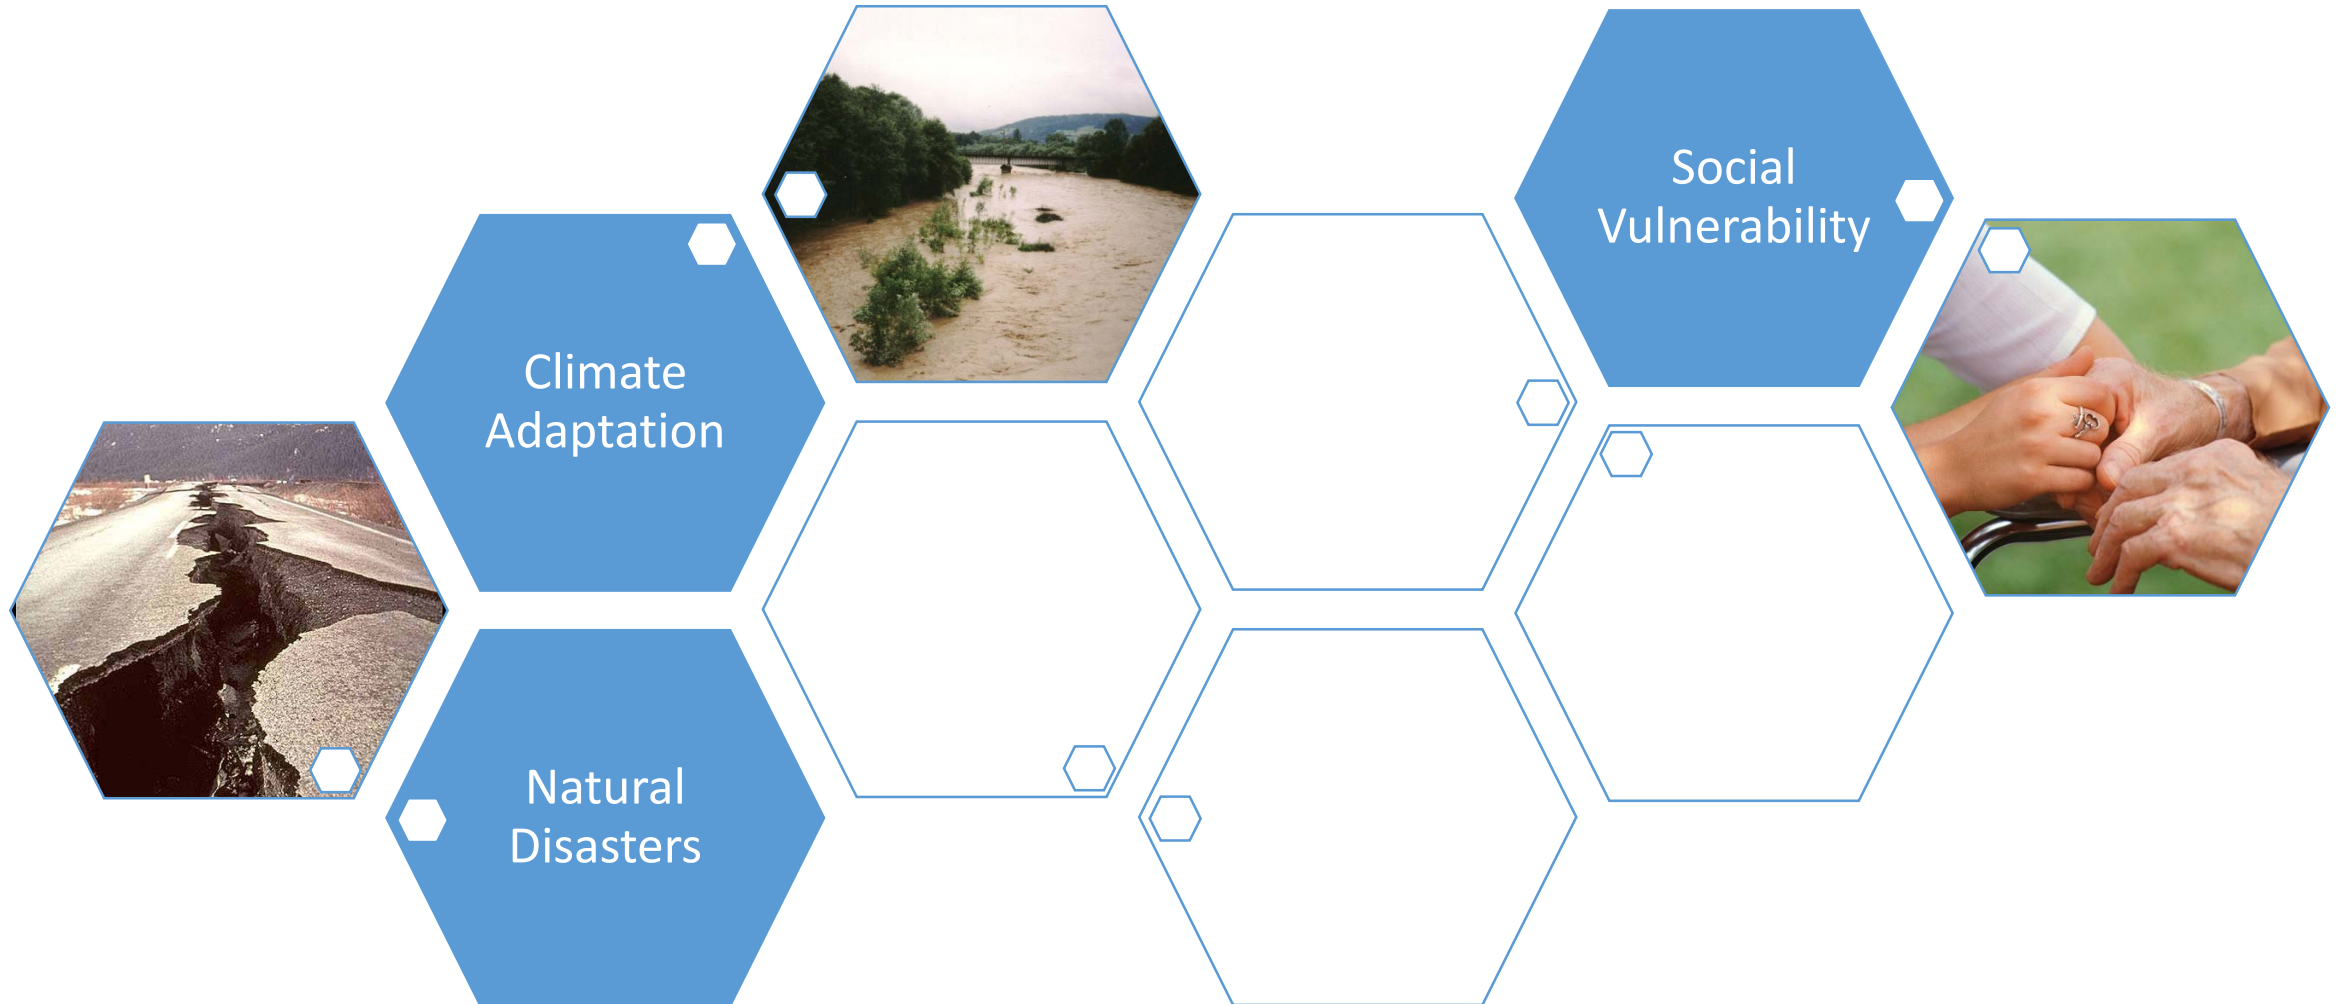 Social
Vulnerability
Climate
Adaptation
Natural
Disasters